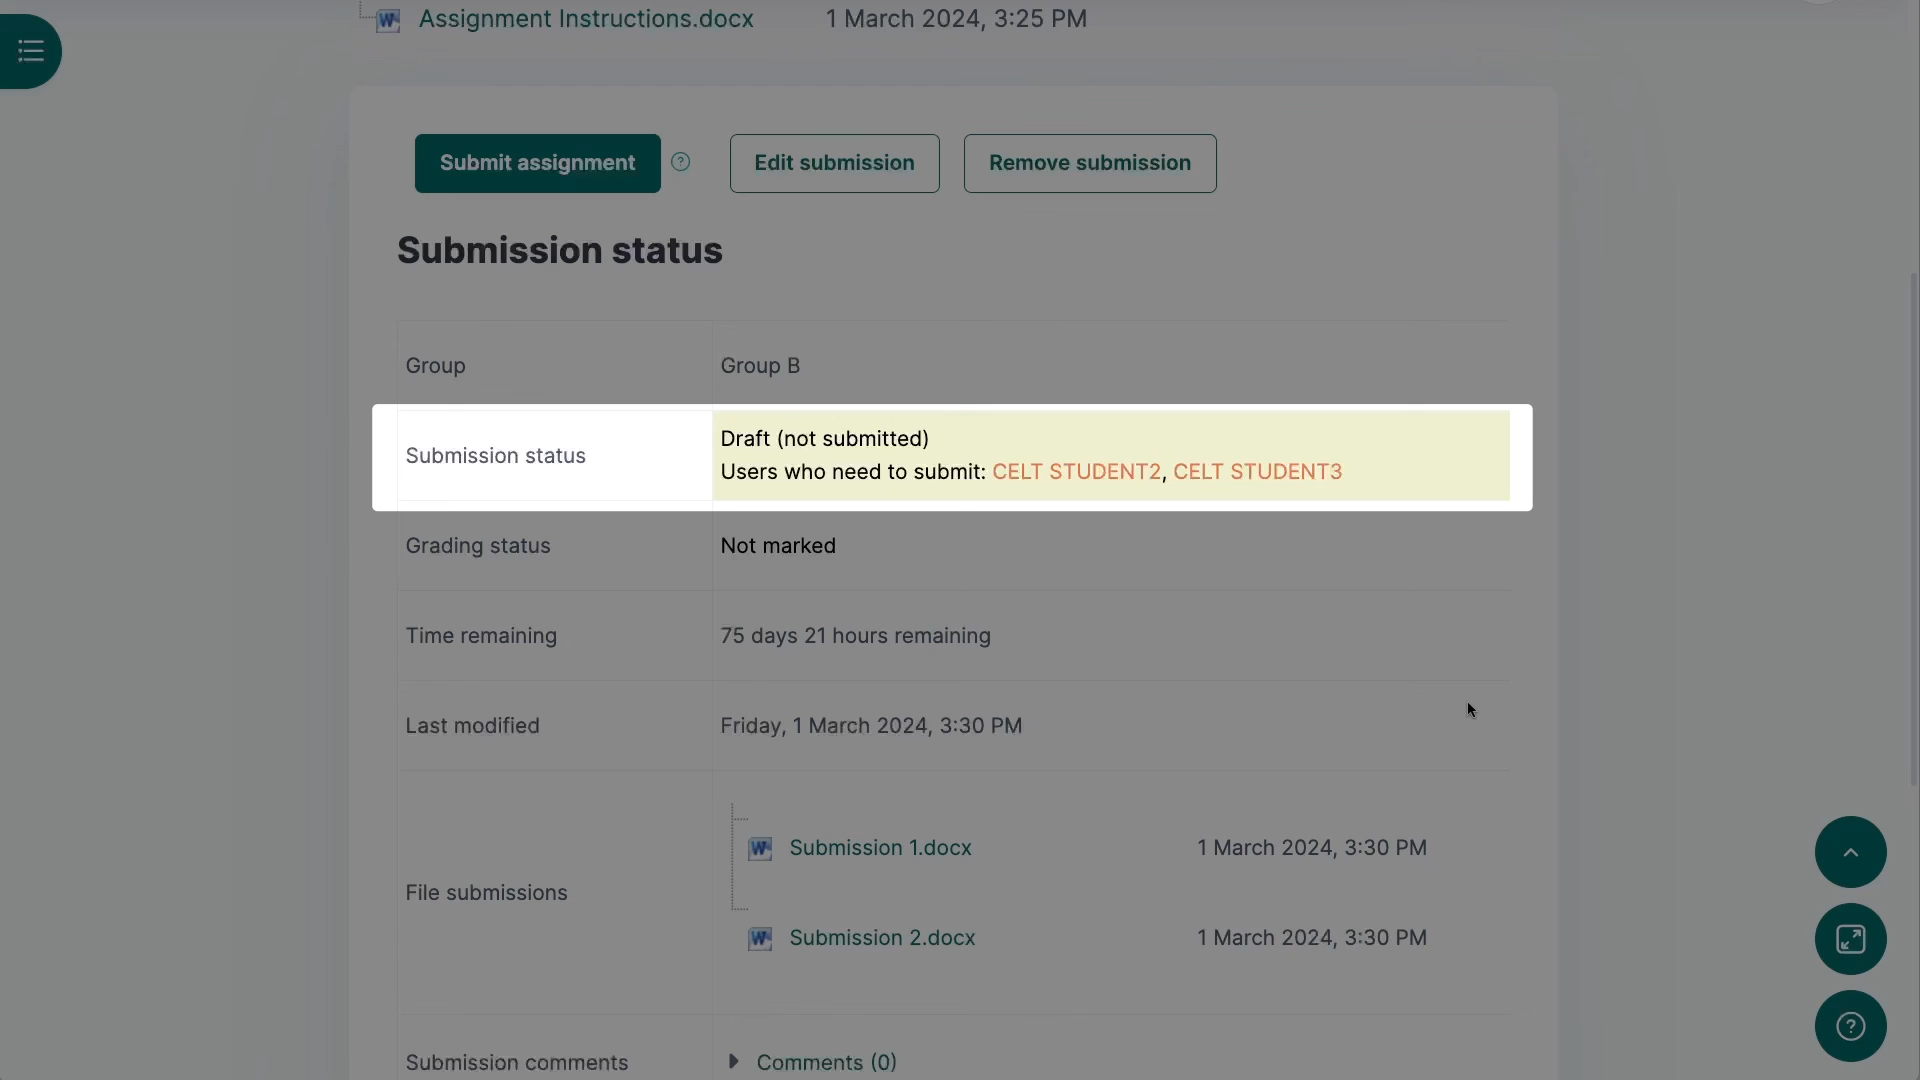 Assignment Instructions.docx 1 March 2024, 3:25 PM
Submit assignment Edit submission Remove submission
Submission status
Group Group B
Submission status Draft (not submitted)
Users who need to submit: CELT STUDENT2, CELT STUDENT3
Grading status Not marked
Time remaining 75 days 21 hours remaining
Last modified Friday, 1 March 2024, 3:30 PM
File submissions
Submission 1.docx 1 March 2024, 3:30 PM
Submission 2.docx 1 March 2024, 3:30 PM
Submission comments Comments (0)